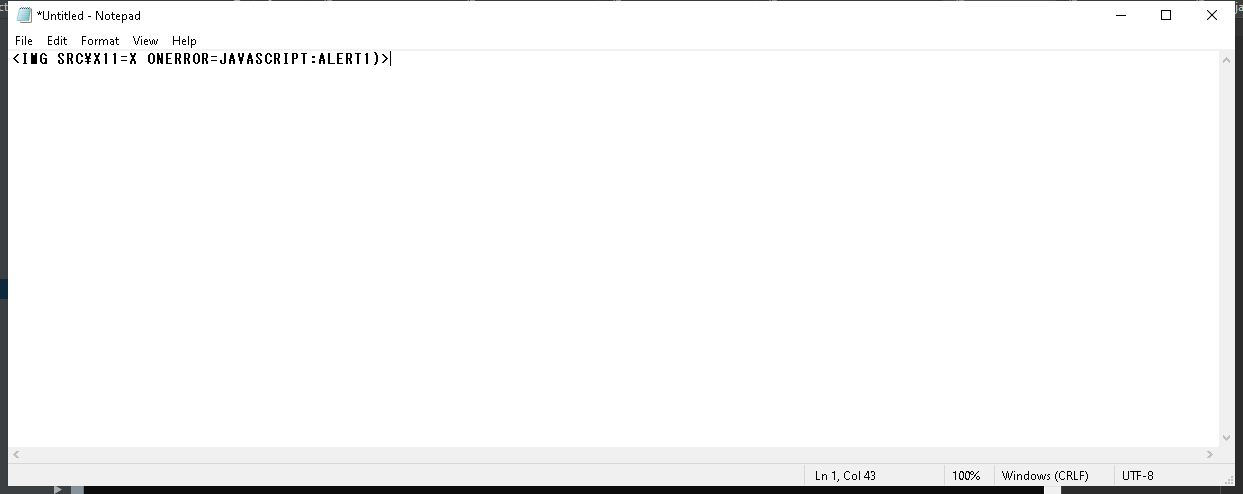 *Untitled - Notepad
File Edit Format View Help
<IMG SRC¥X11=X ONERROR=JAVASCRIPT:ALERT1)>
Ln 1, Col 43 100% Windows (CRLF) UTF-8